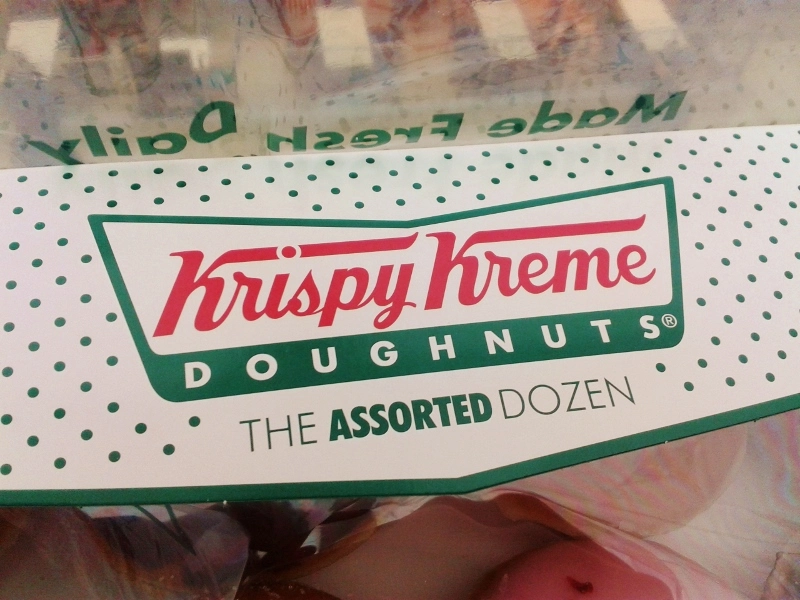 Made Fresh Daily
Krispy Kreme
DOUGHNUTS®
THE ASSORTED DOZEN